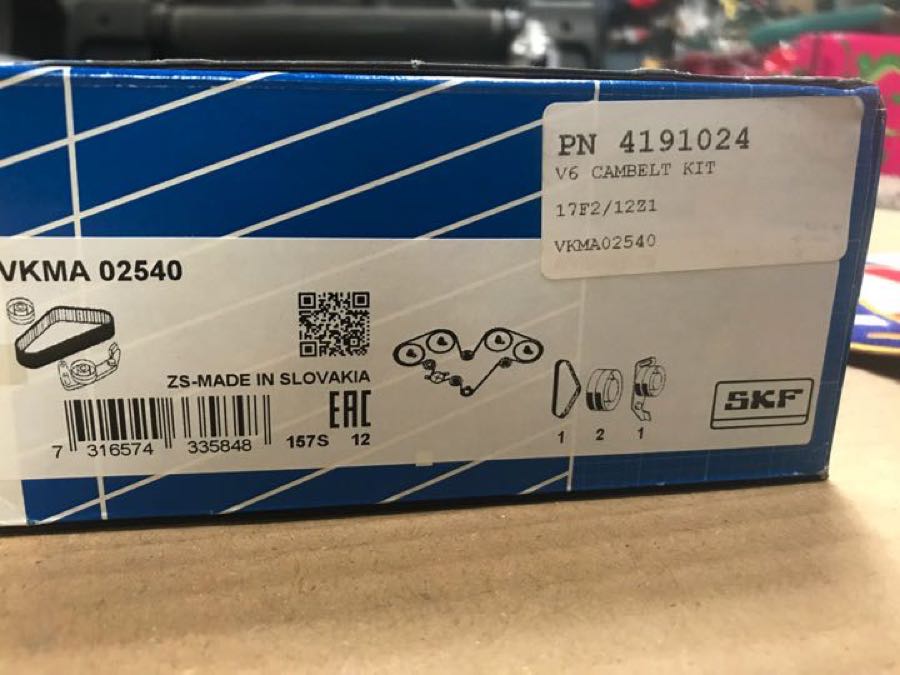 PN 4191024
V6 CAMBELT KIT
17F2/12Z1
VKMA02540
VKMA 02540
ZS-MADE IN SLOVAKIA
EAC
7 316574 335848
157S 12
1 2 1
SKF